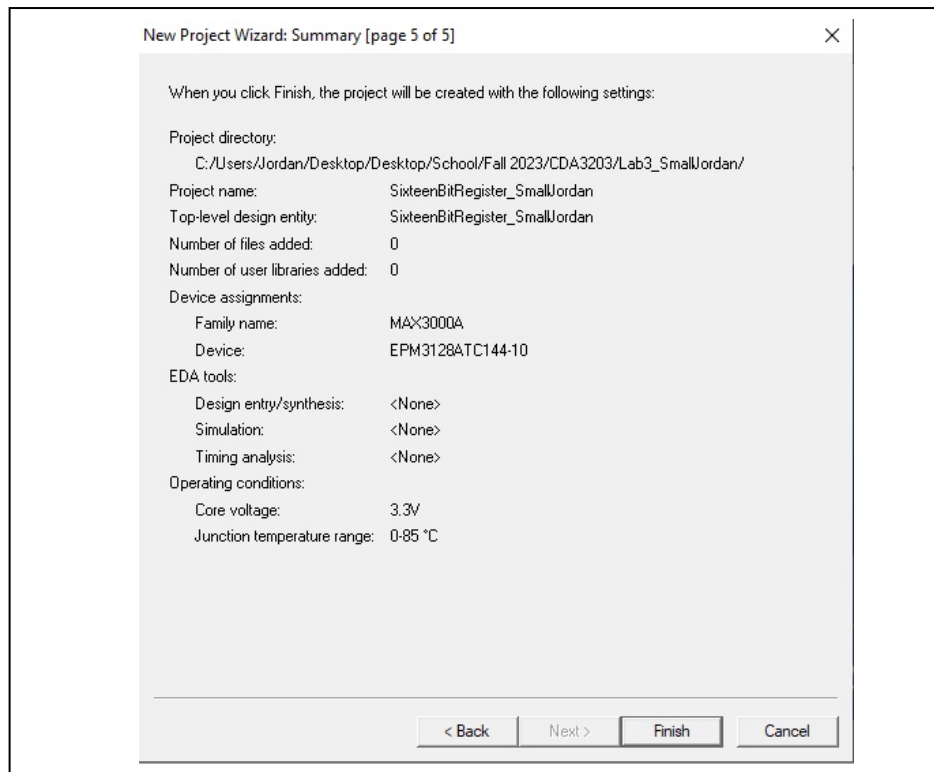 New Project Wizard: Summary [page 5 of 5]
When you click Finish, the project will be created with the following settings:
Project directory:
C:/Users/Jordan/Desktop/Desktop/School/Fall 2023/CDA3203/Lab3_SmallJordan/
Project name: SixteenBitRegister_SmallJordan
Top-level design entity: SixteenBitRegister_SmallJordan
Number of files added: 0
Number of user libraries added: 0
Device assignments:
Family name: MAX3000A
Device: EPM3128ATC144-10
EDA tools:
Design entry/synthesis: <None>
Simulation: <None>
Timing analysis: <None>
Operating conditions:
Core voltage: 3.3V
Junction temperature range: 0-85 °C
< Back Next > Finish Cancel